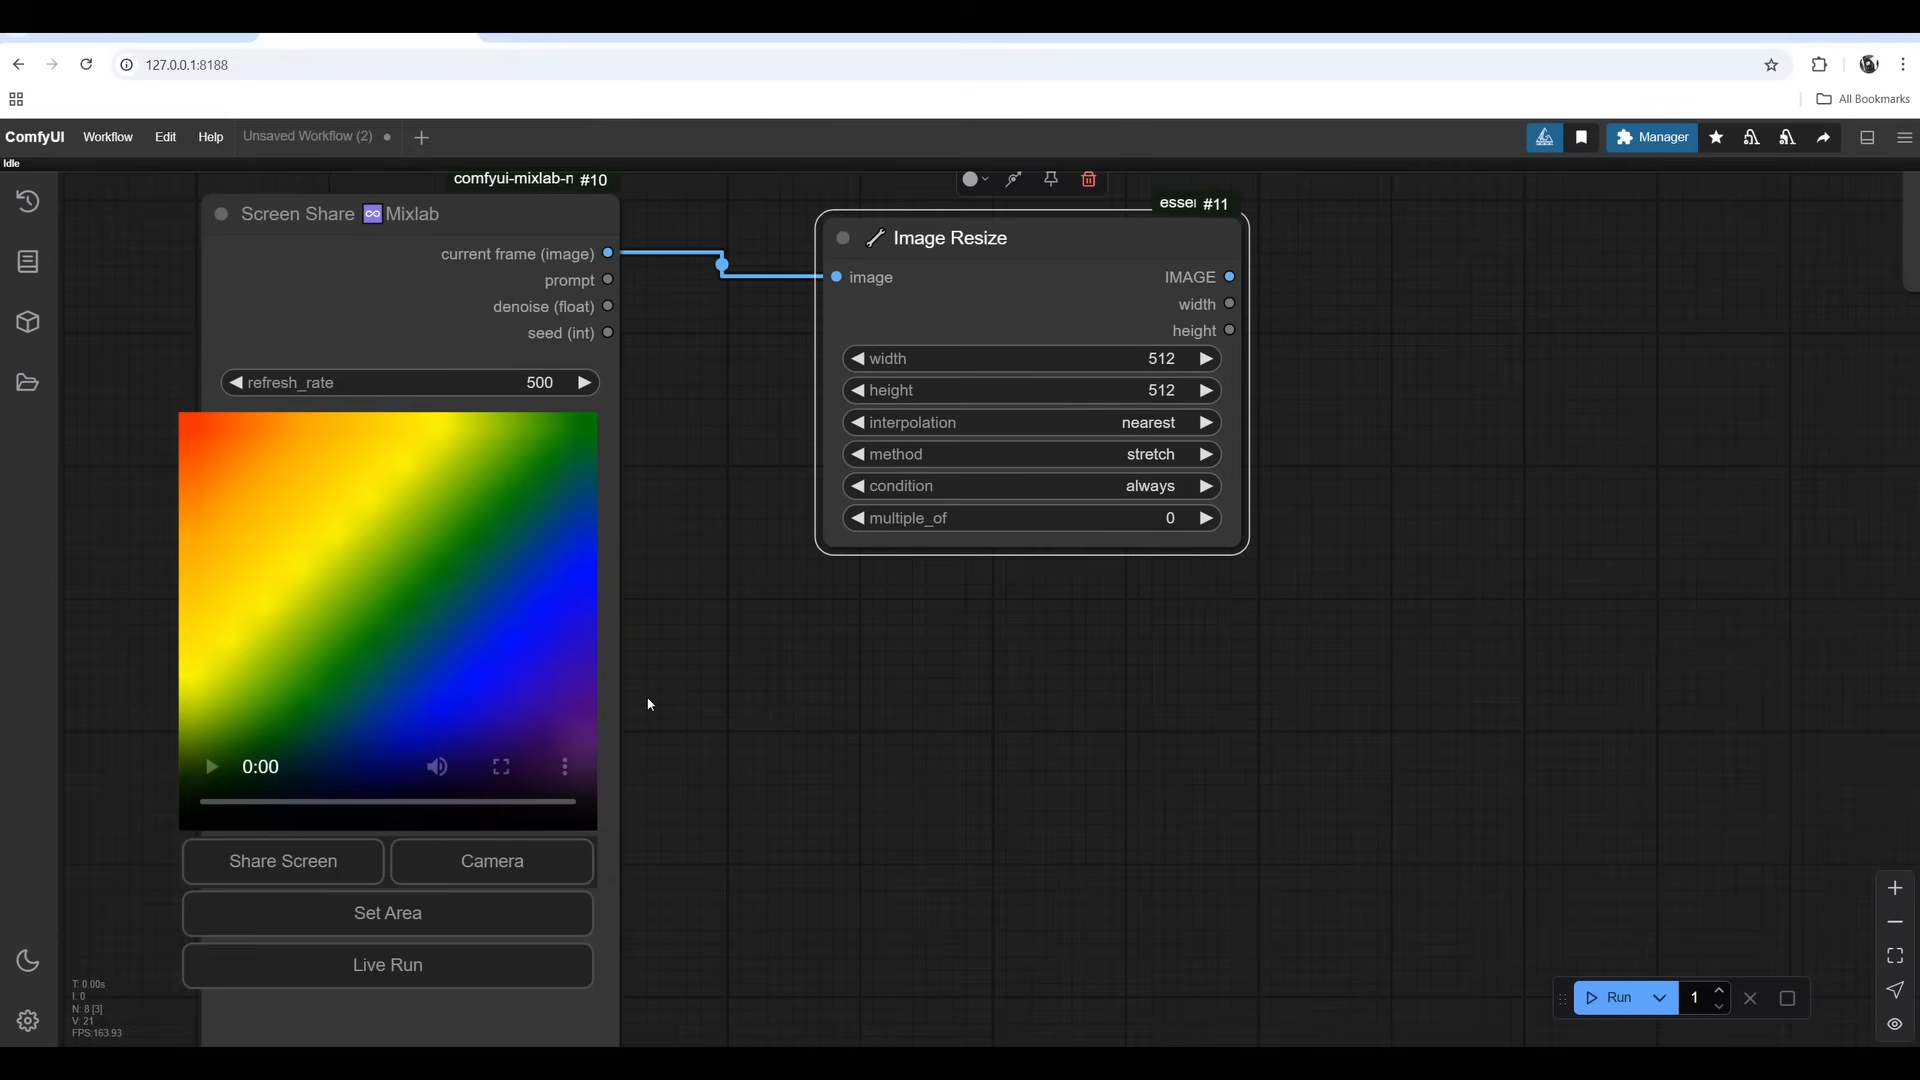 127.0.0.1:8188
All Bookmarks
ComfyUI
Workflow
Edit
Help
Unsaved Workflow (2)
Manager
Idle
comfyui-mixlab-n #10
Screen Share ♾️Mixlab
current frame (image)
prompt
denoise (float)
seed (int)
refresh_rate 500
0:00
Share Screen
Camera
Set Area
Live Run
esser #11
Image Resize
image
IMAGE
width
height
width 512
height 512
interpolation nearest
method stretch
condition always
multiple_of 0
T: 0.00s
I: 0
N: 8 [3]
V: 21
FPS:163.93
Run
1